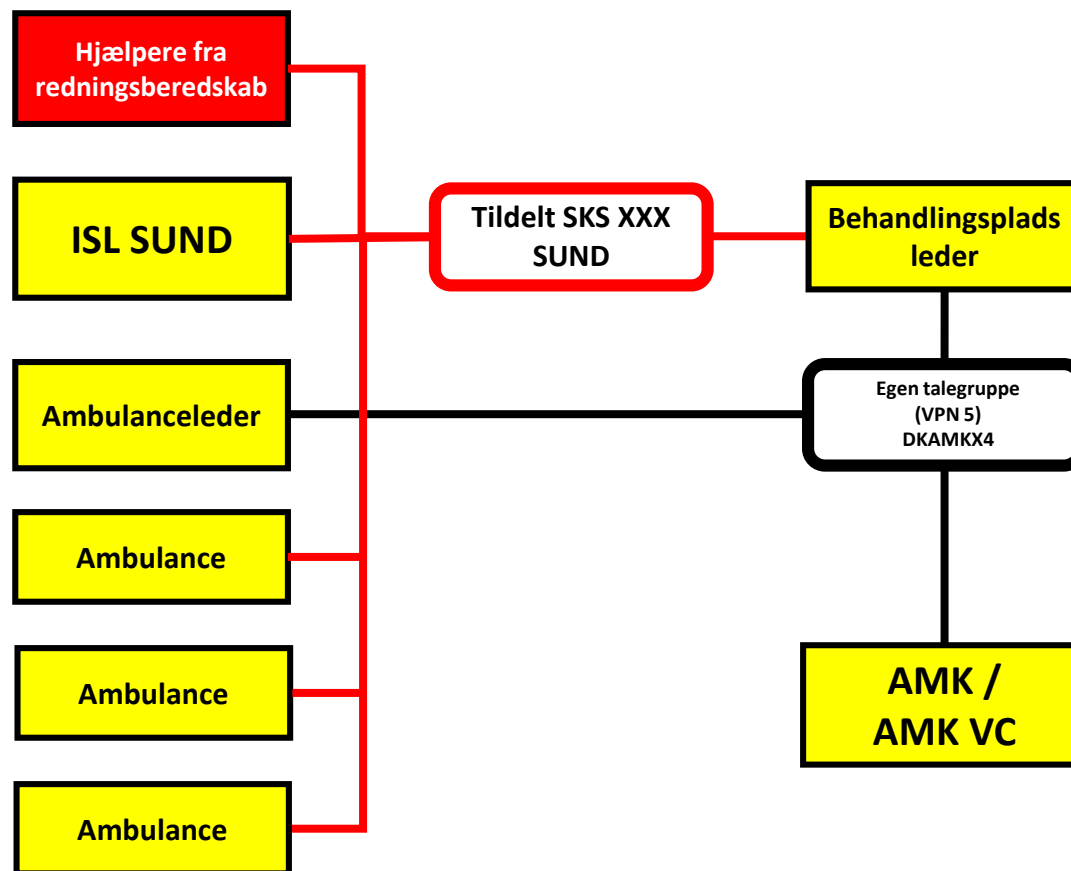 Hjælpere fra
redningsberedskab
ISL SUND
Tildelt SKS XXX
SUND
Behandlingsplads
leder
Ambulanceleder
Egen talegruppe
(VPN 5)
DKAMKX4
Ambulance
Ambulance
AMK /
AMK VC
Ambulance